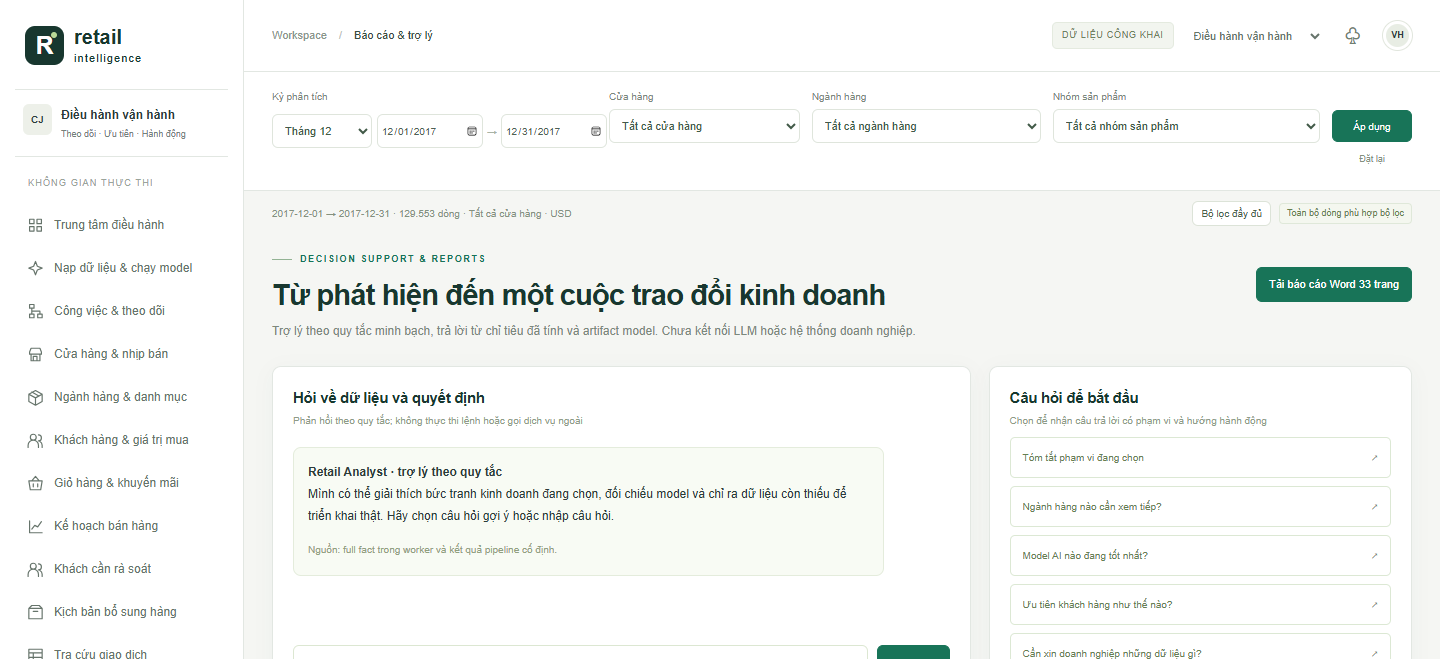 R
retail
intelligence
CJ
Điều hành vận hành
Theo dõi · Ưu tiên · Hành động
KHÔNG GIAN THỰC THI
Trung tâm điều hành
Nạp dữ liệu & chạy model
Công việc & theo dõi
Cửa hàng & nhịp bán
Ngành hàng & danh mục
Khách hàng & giá trị mua
Giỏ hàng & khuyến mãi
Kế hoạch bán hàng
Khách cần rà soát
Kịch bản bổ sung hàng
Tra cứu giao dịch
Workspace / Báo cáo & trợ lý
DỮ LIỆU CÔNG KHAI
Điều hành vận hành
VH
Kỳ phân tích
Cửa hàng
Ngành hàng
Nhóm sản phẩm
Tháng 12
12/01/2017 → 12/31/2017
Tất cả cửa hàng
Tất cả ngành hàng
Tất cả nhóm sản phẩm
Áp dụng
Đặt lại
2017-12-01 → 2017-12-31 · 129.553 dòng · Tất cả cửa hàng · USD
Bộ lọc đầy đủ
Toàn bộ dòng phù hợp bộ lọc
DECISION SUPPORT & REPORTS
Từ phát hiện đến một cuộc trao đổi kinh doanh
Trợ lý theo quy tắc minh bạch, trả lời từ chỉ tiêu đã tính và artifact model. Chưa kết nối LLM hoặc hệ thống doanh nghiệp.
Tải báo cáo Word 33 trang
Hỏi về dữ liệu và quyết định
Phản hồi theo quy tắc; không thực thi lệnh hoặc gọi dịch vụ ngoài
Retail Analyst · trợ lý theo quy tắc
Mình có thể giải thích bức tranh kinh doanh đang chọn, đối chiếu model và chỉ ra dữ liệu còn thiếu để
triển khai thật. Hãy chọn câu hỏi gợi ý hoặc nhập câu hỏi.
Nguồn: full fact trong worker và kết quả pipeline cố định.
Câu hỏi để bắt đầu
Chọn để nhận câu trả lời có phạm vi và hướng hành động
Tóm tắt phạm vi đang chọn
Ngành hàng nào cần xem tiếp?
Model AI nào đang tốt nhất?
Ưu tiên khách hàng như thế nào?
Cần xin doanh nghiệp những dữ liệu gì?